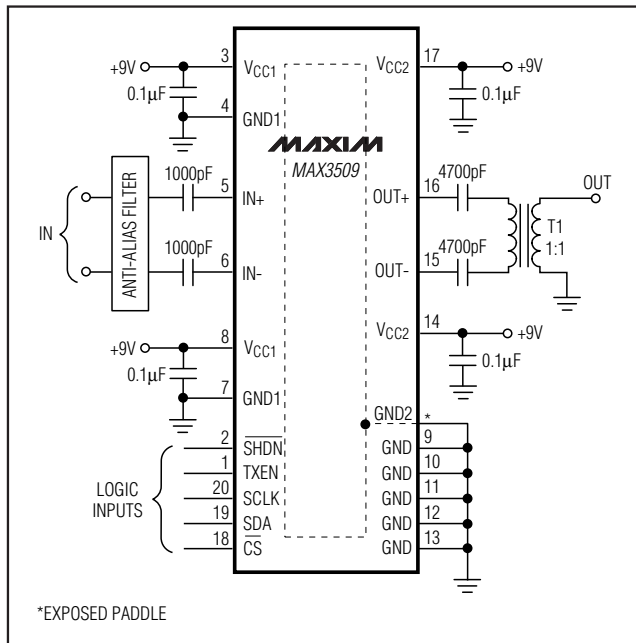 +9V
3
VCC1
0.1µF
4
GND1
VCC2
17
+9V
0.1µF
MAXIM
MAX3509
IN
ANTI-ALIAS FILTER
1000pF
5
IN+
1000pF
6
IN-
OUT+
16
4700pF
OUT-
15
4700pF
T1
1:1
OUT
+9V
8
VCC1
0.1µF
7
GND1
VCC2
14
+9V
0.1µF
GND2
*
LOGIC
INPUTS
2
SHDN
1
TXEN
20
SCLK
19
SDA
18
CS
GND
9
GND
10
GND
11
GND
12
GND
13
*EXPOSED PADDLE